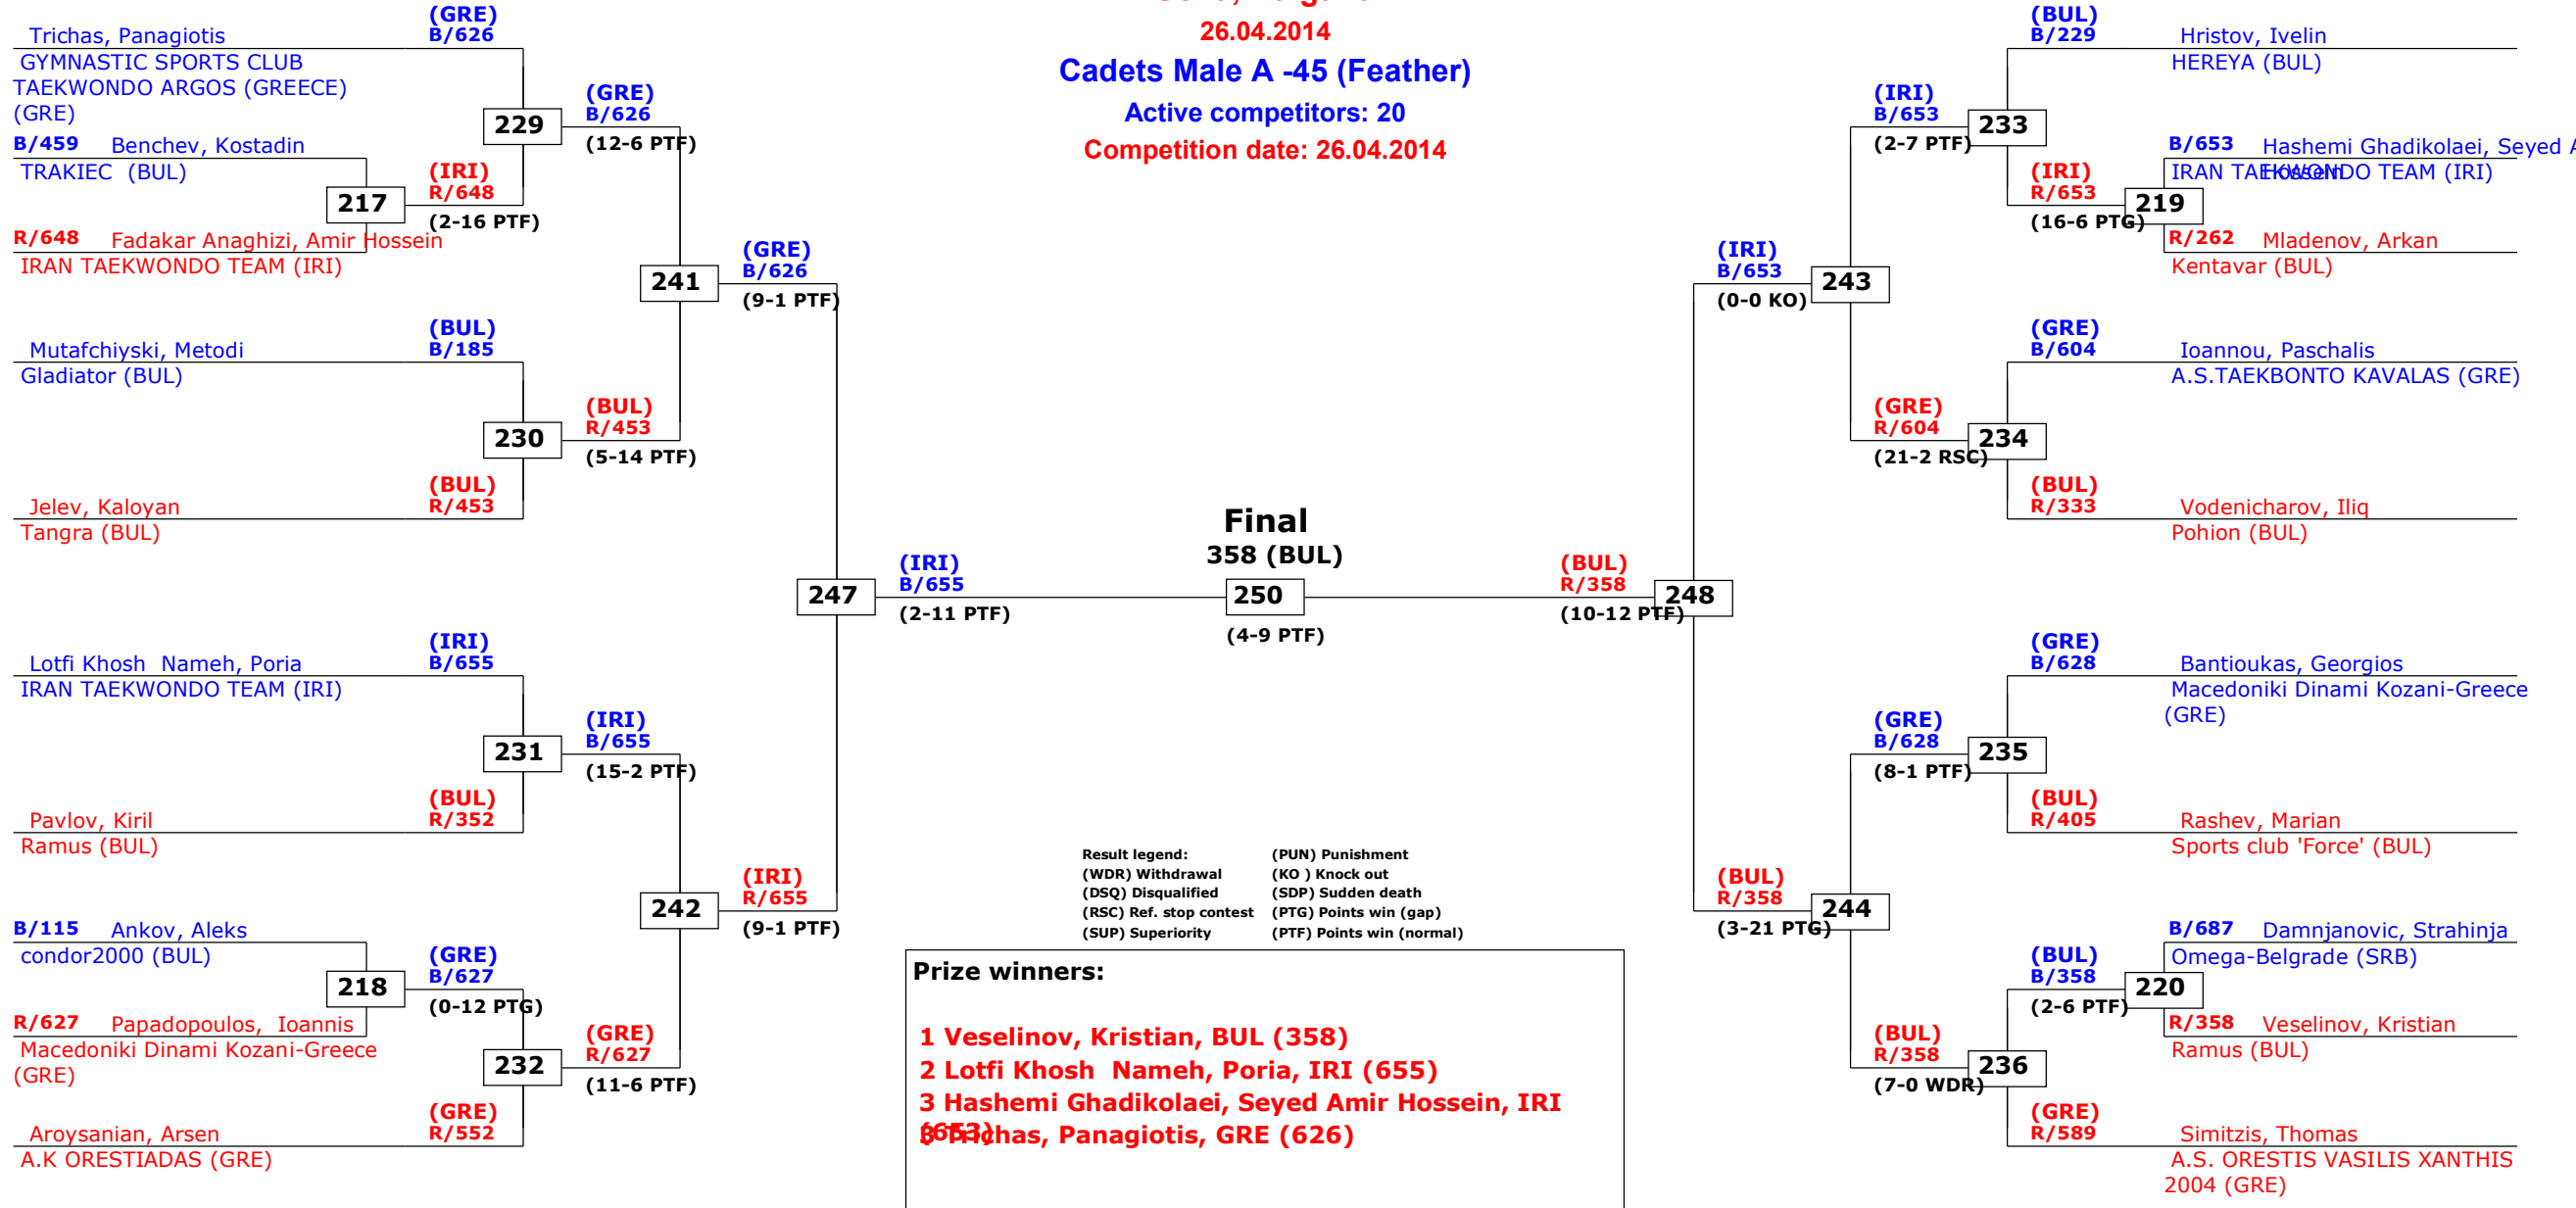 26.04.2014
Cadets Male A -45 (Feather)
Active competitors: 20
Competition date: 26.04.2014
(GRE)
Trichas, Panagiotis B/626
GYMNASTIC SPORTS CLUB
TAEKWONDO ARGOS (GREECE)
(GRE)
229
(GRE)
B/626
(12-6 PTF)
B/459 Benchev, Kostadin
TRAKIEC (BUL)
217
(IRI)
R/648
(2-16 PTF)
R/648 Fadakar Anaghizi, Amir Hossein
IRAN TAEKWONDO TEAM (IRI)
241
(GRE)
B/626
(9-1 PTF)
(BUL)
Mutafchiyski, Metodi B/185
Gladiator (BUL)
230
(BUL)
R/453
(5-14 PTF)
(BUL)
Jelev, Kaloyan R/453
Tangra (BUL)
247
(IRI)
B/655
(2-11 PTF)
(IRI)
Lotfi Khosh Nameh, Poria B/655
IRAN TAEKWONDO TEAM (IRI)
231
(IRI)
B/655
(15-2 PTF)
(BUL)
Pavlov, Kiril R/352
Ramus (BUL)
242
(IRI)
R/655
(9-1 PTF)
B/115 Ankov, Aleks
condor2000 (BUL)
218
(GRE)
B/627
(0-12 PTG)
R/627 Papadopoulos, Ioannis
Macedoniki Dinami Kozani-Greece
(GRE)
232
(GRE)
R/627
(11-6 PTF)
(GRE)
Aroysanian, Arsen R/552
A.K ORESTIADAS (GRE)
Final
358 (BUL)
250
(4-9 PTF)
(BUL)
R/358
(10-12 PTF)
248
(BUL)
B/229 Hristov, Ivelin
HEREYA (BUL)
(IRI)
B/653
(2-7 PTF)
233
B/653 Hashemi Ghadikolaei, Seyed A
IRAN TAEKWONDO TEAM (IRI)
Hossein
(IRI)
R/653
(16-6 PTG)
219
R/262 Mladenov, Arkan
Kentavar (BUL)
(IRI)
B/653
(0-0 KO)
243
(GRE)
B/604 Ioannou, Paschalis
A.S.TAEKBONTO KAVALAS (GRE)
(GRE)
R/604
(21-2 RSC)
234
(BUL)
R/333 Vodenicharov, Iliq
Pohion (BUL)
(GRE)
B/628 Bantioukas, Georgios
Macedoniki Dinami Kozani-Greece
(GRE)
(GRE)
B/628
(8-1 PTF)
235
(BUL)
R/405 Rashev, Marian
Sports club 'Force' (BUL)
(BUL)
R/358
(3-21 PTG)
244
B/687 Damnjanovic, Strahinja
Omega-Belgrade (SRB)
(BUL)
B/358
(2-6 PTF)
220
R/358 Veselinov, Kristian
Ramus (BUL)
(BUL)
R/358
(7-0 WDR)
236
(GRE)
R/589 Simitzis, Thomas
A.S. ORESTIS VASILIS XANTHIS
2004 (GRE)
Result legend: (PUN) Punishment
(WDR) Withdrawal (KO ) Knock out
(DSQ) Disqualified (SDP) Sudden death
(RSC) Ref. stop contest (PTG) Points win (gap)
(SUP) Superiority (PTF) Points win (normal)
Prize winners:
1 Veselinov, Kristian, BUL (358)
2 Lotfi Khosh Nameh, Poria, IRI (655)
3 Hashemi Ghadikolaei, Seyed Amir Hossein, IRI
(653)
3 Trichas, Panagiotis, GRE (626)